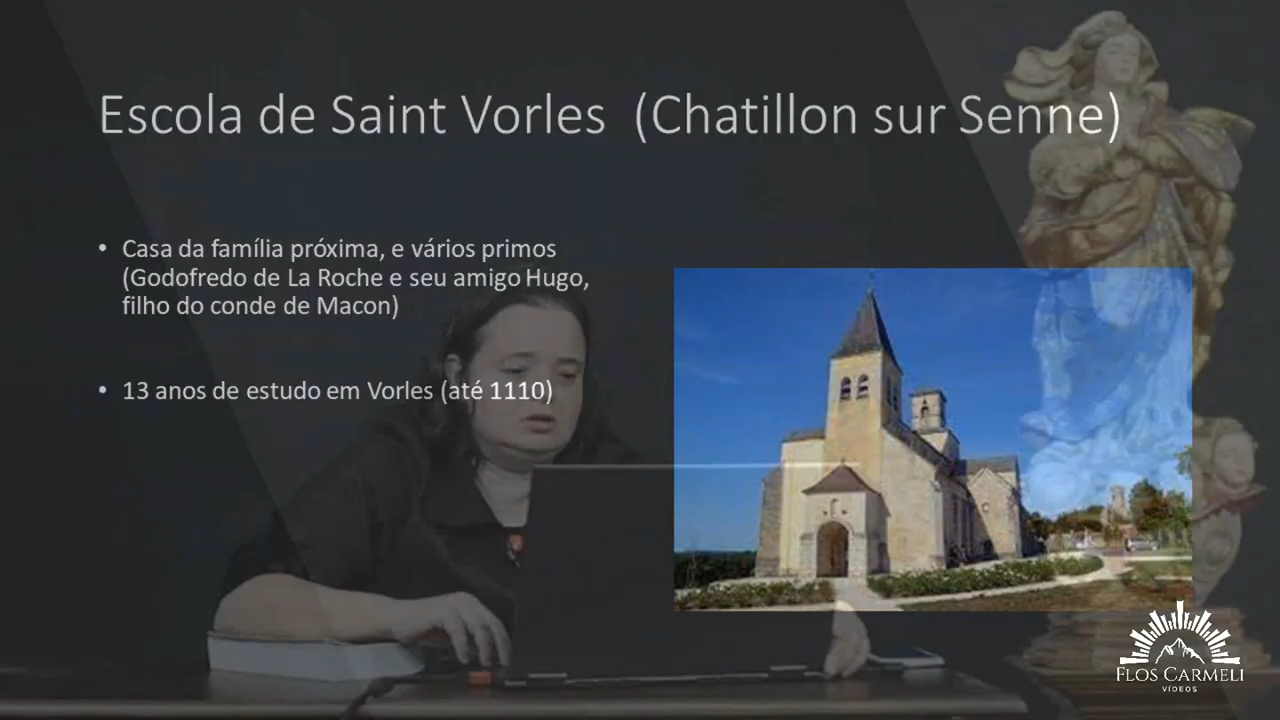 Escola de Saint Vorles (Chatillon sur Senne)
• Casa da família próxima, e vários primos
(Godofredo de La Roche e seu amigo Hugo,
filho do conde de Macon)
• 13 anos de estudo em Vorles (até 1110)
FLOS CARMELI
VÍDEOS